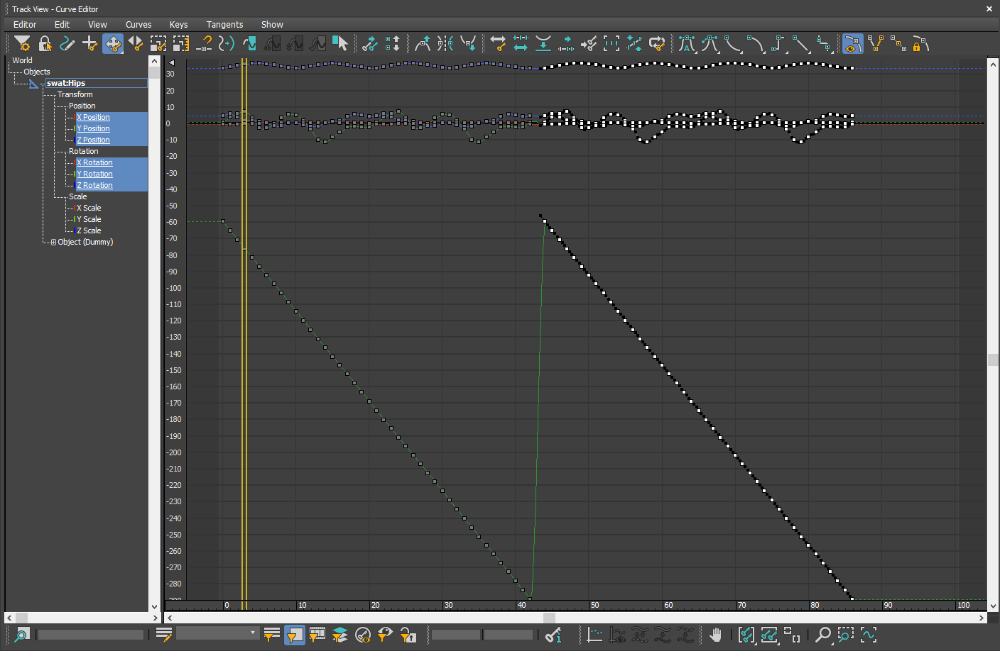 Track View - Curve Editor
Editor Edit View Curves Keys Tangents Show
World
Objects
swat:Hips
Transform
Position
X Position
Y Position
Z Position
Rotation
X Rotation
Y Rotation
Z Rotation
Scale
X Scale
Y Scale
Z Scale
Object (Dummy)
30
20
10
0
-10
-20
-30
-40
-50
-60
-70
-80
-90
-100
-110
-120
-130
-140
-150
-160
-170
-180
-190
-200
-210
-220
-230
-240
-250
-260
-270
-280
0 10 20 30 40 50 60 70 80 90 100